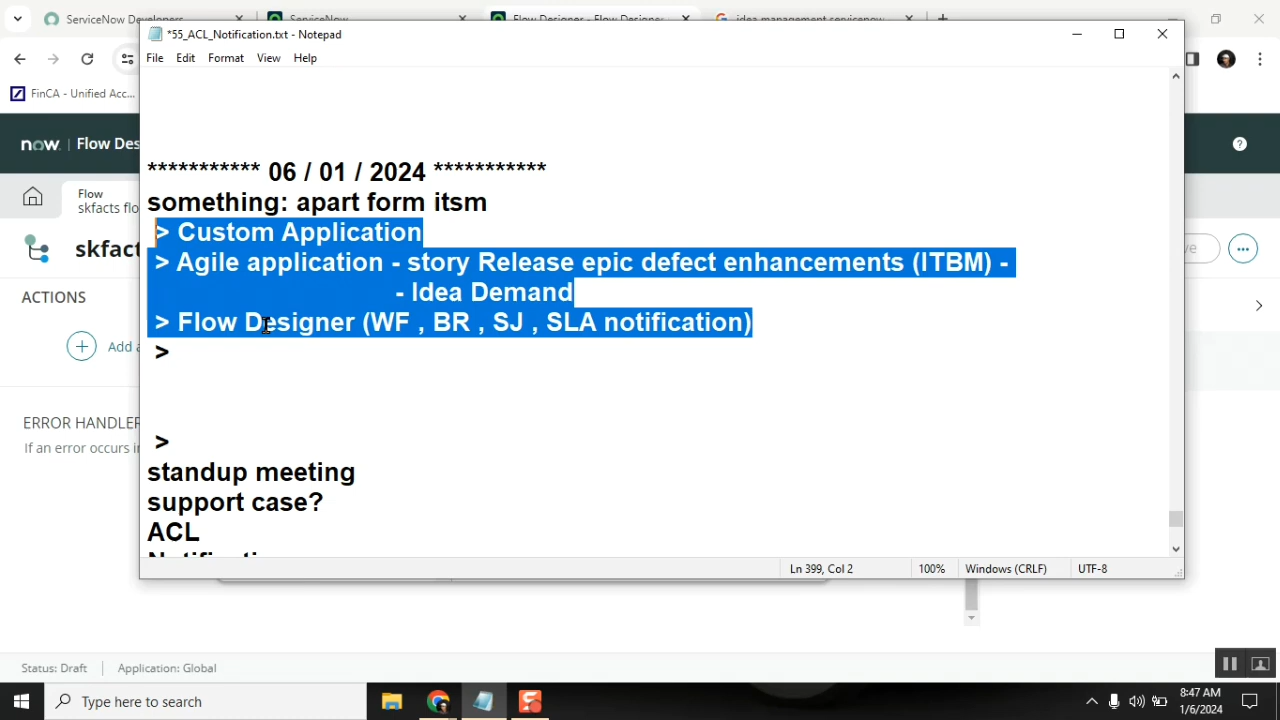 ServiceNow Developers
ServiceNow
Flow Designer - Flow Designer
idea management servicenow
*55_ACL_Notification.txt - Notepad
File Edit Format View Help
FinCA - Unified Acc...
now. Flow Des
Flow
skfacts flo
skfact
ACTIONS
Add a
ERROR HANDLER
If an error occurs i
*********** 06 / 01 / 2024 ***********
something: apart form itsm
> Custom Application
> Agile application - story Release epic defect enhancements (ITBM) -
- Idea Demand
> Flow Designer (WF , BR , SJ , SLA notification)
>
>
standup meeting
support case?
ACL
Ln 399, Col 2 100% Windows (CRLF) UTF-8
Status: Draft Application: Global
Type here to search
8:47 AM
1/6/2024